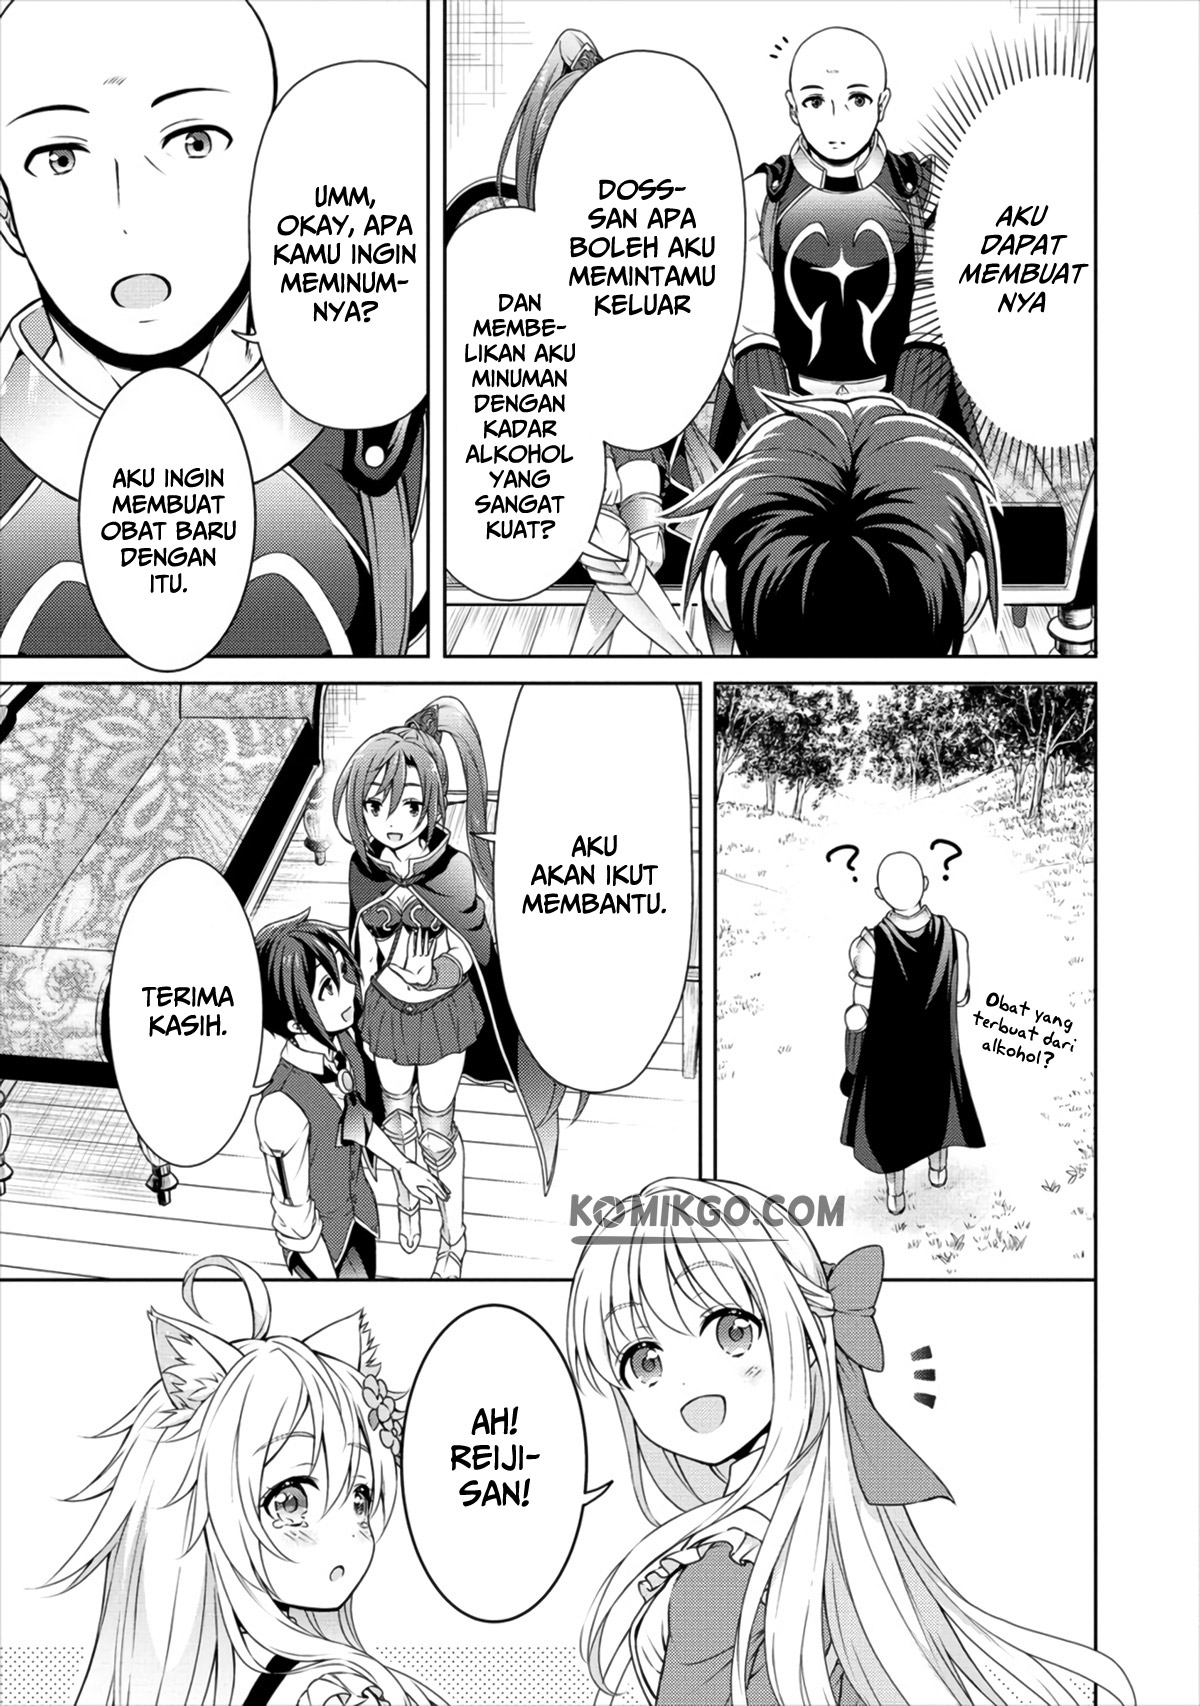 AKU
DAPAT
MEMBUAT
NYA
DOSS-
SAN APA
BOLEH AKU
MEMINTAMU
KELUAR
DAN
MEMBE-
LIKAN AKU
MINUMAN
DENGAN
KADAR
ALKOHOL
YANG
SANGAT
KUAT?
UMM,
OKAY, APA
KAMU INGIN
MEMINUM-
NYA?
AKU INGIN
MEMBUAT
OBAT BARU
DENGAN
ITU.
? ?
Obat yang
terbuat dari
alkohol?
AKU
AKAN IKUT
MEMBANTU.
TERIMA
KASIH.
KOMIKGO.COM
AH!
REIJI-
SAN!